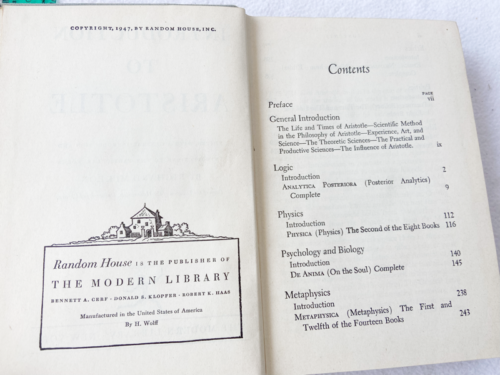 COPYRIGHT, 1947, BY RANDOM HOUSE, INC.
Random House IS THE PUBLISHER OF
THE MODERN LIBRARY
BENNETT A. CERF · DONALD S. KLOPFER · ROBERT K. HAAS
Manufactured in the United States of America
By H. Wolff
Contents
PAGE
Preface vii
General Introduction
The Life and Times of Aristotle—Scientific Method
in the Philosophy of Aristotle—Experience, Art, and
Science—The Theoretic Sciences—The Practical and
Productive Sciences—The Influence of Aristotle. ix
Logic
Introduction 2
ANALYTICA POSTERIORA (Posterior Analytics)
Complete 9
Physics
Introduction 112
PHYSICA (Physics) The Second of the Eight Books 116
Psychology and Biology
Introduction 140
DE ANIMA (On the Soul) Complete 145
Metaphysics
Introduction 238
METAPHYSICA (Metaphysics) The First and
Twelfth of the Fourteen Books 243